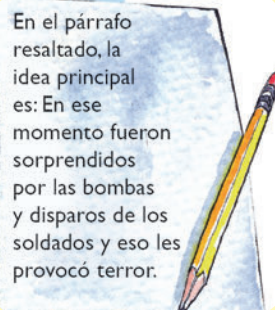 En el párrafo
resaltado, la
idea principal
es: En ese
momento fueron
sorprendidos
por las bombas
y disparos de los
soldados y eso les
provocó terror.